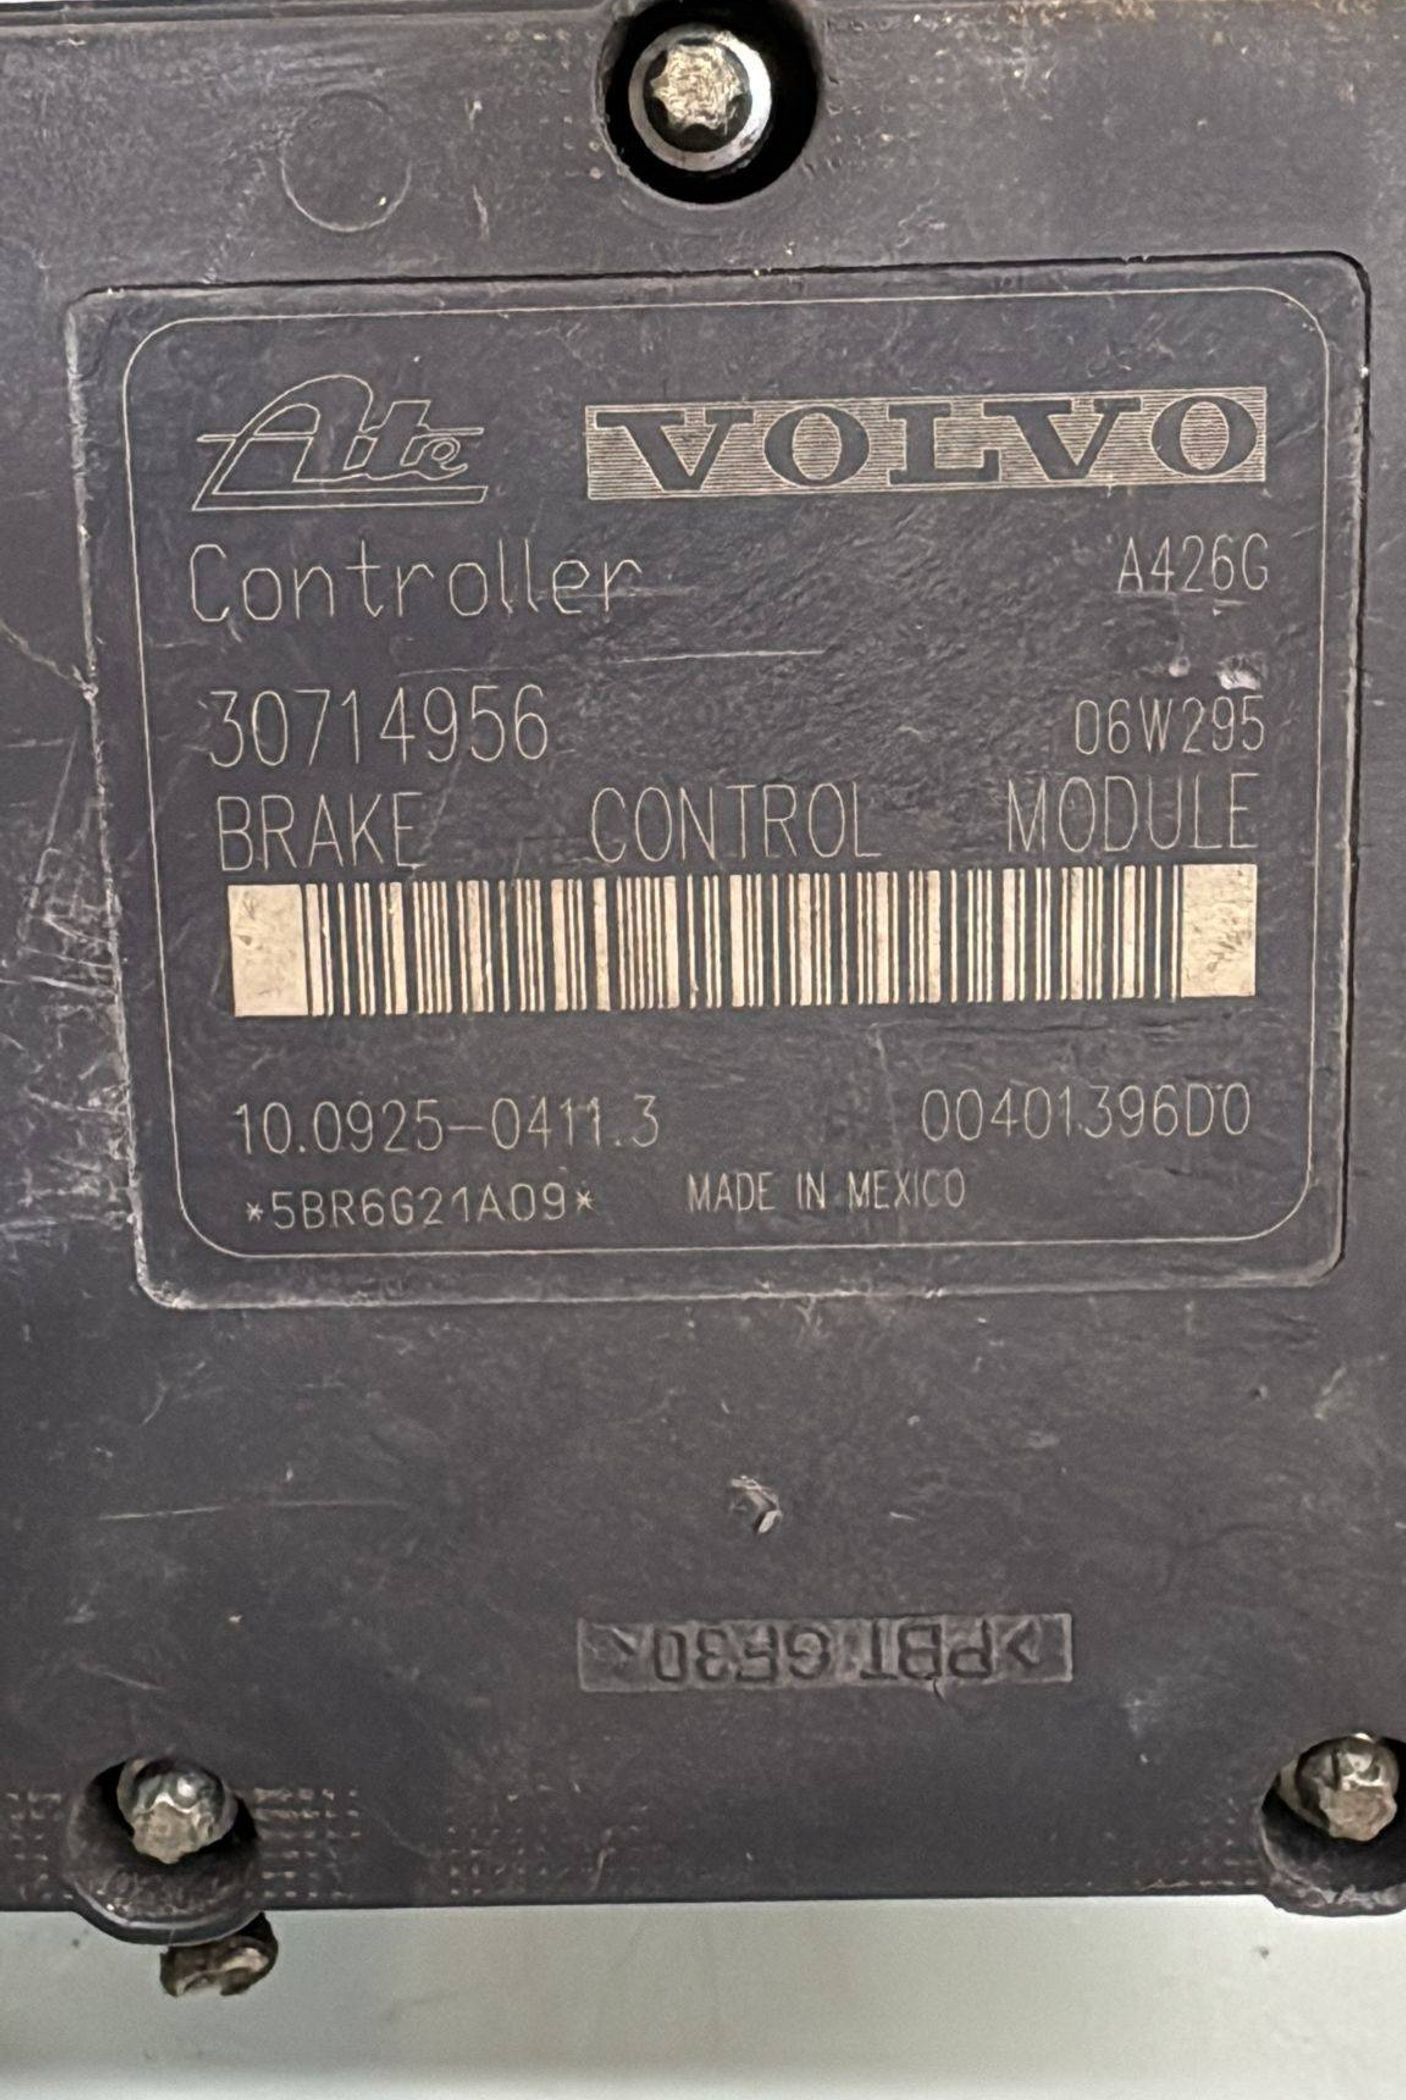 Ate VOLVO
Controller A426G
30714956 06W295
BRAKE CONTROL MODULE
10.0925-0411.3 00401396D0
*5BR6G21A09* MADE IN MEXICO
>PBT GF30<